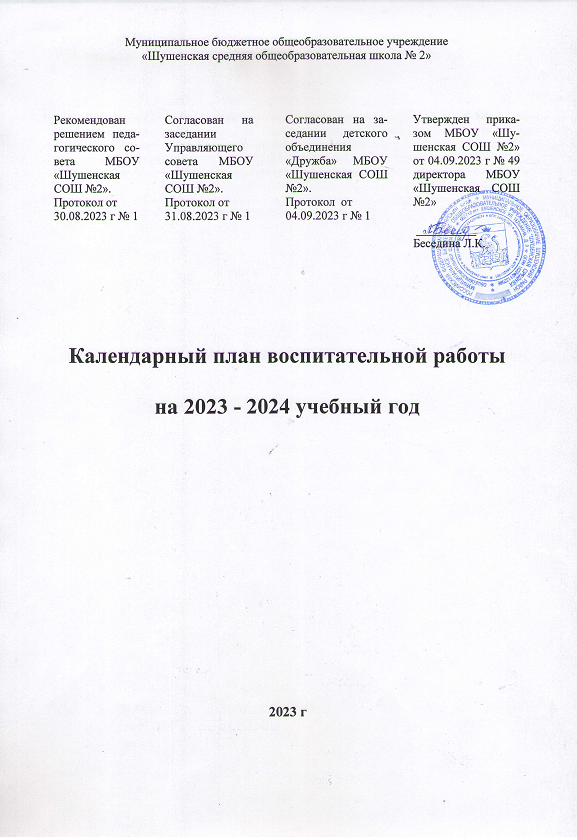 Муниципальное бюджетное общеобразовательное учреждение
«Шушенская средняя общеобразовательная школа № 2»
Рекомендован
решением педа-
гогического со-
вета МБОУ
«Шушенская
СОШ №2».
Протокол от
30.08.2023 г № 1
Согласован на
заседании
Управляющего
совета МБОУ
«Шушенская
СОШ №2».
Протокол от
31.08.2023 г № 1
Согласован на за-
седании детского
объединения
«Дружба» МБОУ
«Шушенская СОШ
№2».
Протокол от
04.09.2023 г № 1
Утвержден прика-
зом МБОУ «Шу-
шенская СОШ №2»
от 04.09.2023 г № 49
директора МБОУ
«Шушенская СОШ
№2»
Беседина Л.К.
Календарный план воспитательной работы
на 2023 - 2024 учебный год
2023 г